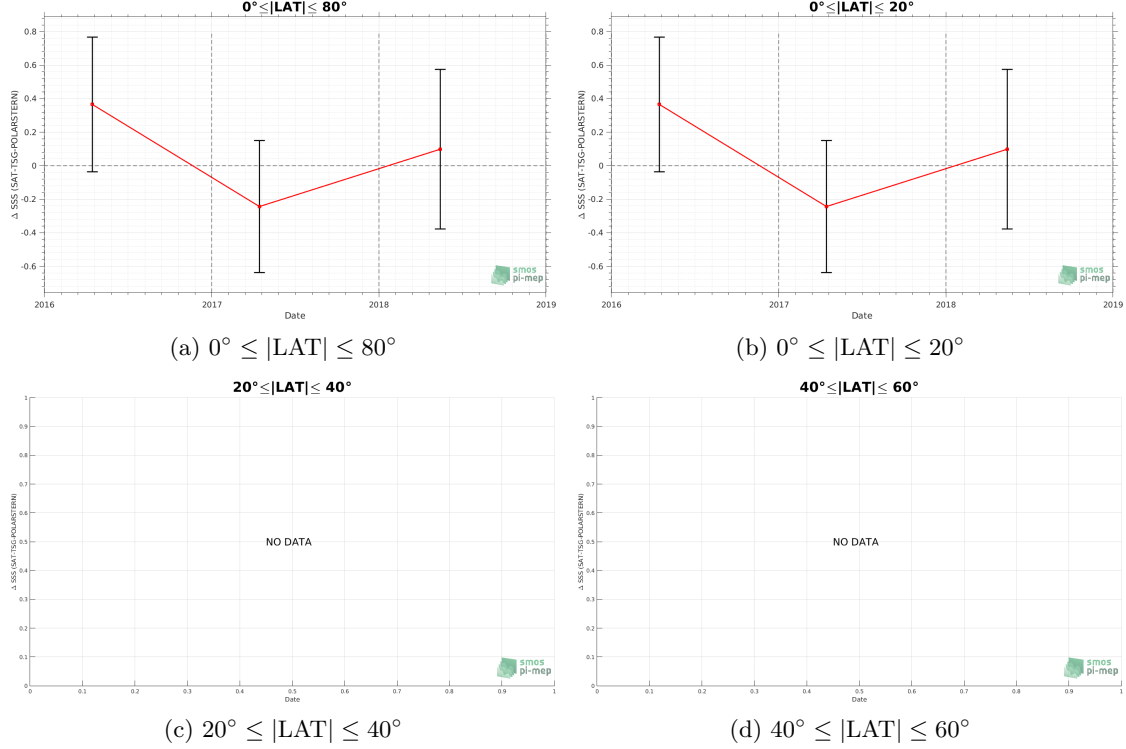 0°≤|LAT|≤ 80°
Δ SSS (SAT-TSG-POLARSTERN)
0.8
0.6
0.4
0.2
0
-0.2
-0.4
-0.6
2016
2017
2018
2019
Date
smos
pi-mep
(a) 0° ≤ |LAT| ≤ 80°
0°≤|LAT|≤ 20°
Δ SSS (SAT-TSG-POLARSTERN)
0.8
0.6
0.4
0.2
0
-0.2
-0.4
-0.6
2016
2017
2018
2019
Date
smos
pi-mep
(b) 0° ≤ |LAT| ≤ 20°
20°≤|LAT|≤ 40°
Δ SSS (SAT-TSG-POLARSTERN)
1
0.9
0.8
0.7
0.6
0.5
0.4
0.3
0.2
0.1
0
NO DATA
0
0.1
0.2
0.3
0.4
0.5
0.6
0.7
0.8
0.9
1
Date
smos
pi-mep
(c) 20° ≤ |LAT| ≤ 40°
40°≤|LAT|≤ 60°
Δ SSS (SAT-TSG-POLARSTERN)
1
0.9
0.8
0.7
0.6
0.5
0.4
0.3
0.2
0.1
0
NO DATA
0
0.1
0.2
0.3
0.4
0.5
0.6
0.7
0.8
0.9
1
Date
smos
pi-mep
(d) 40° ≤ |LAT| ≤ 60°